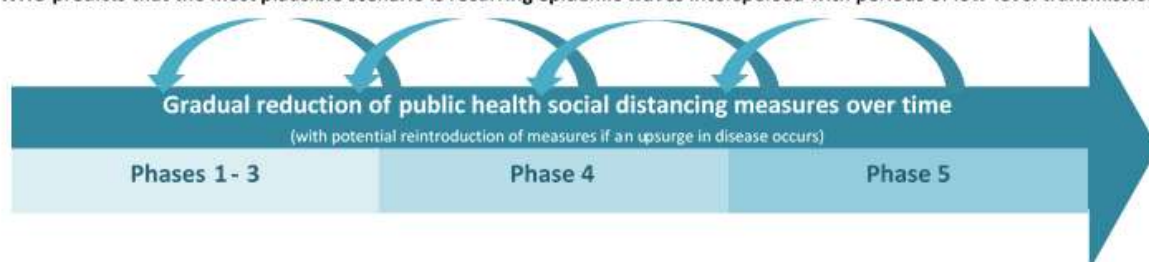 WHO predicts that the most plausible scenario is recurring epidemic waves interspersed with periods of low-level
Gradual reduction of public health social distancing measures over time
(with potential reintroduction of measures if an upsurge in disease occurs)
Phases 1 - 3 Phase 4 Phase 5